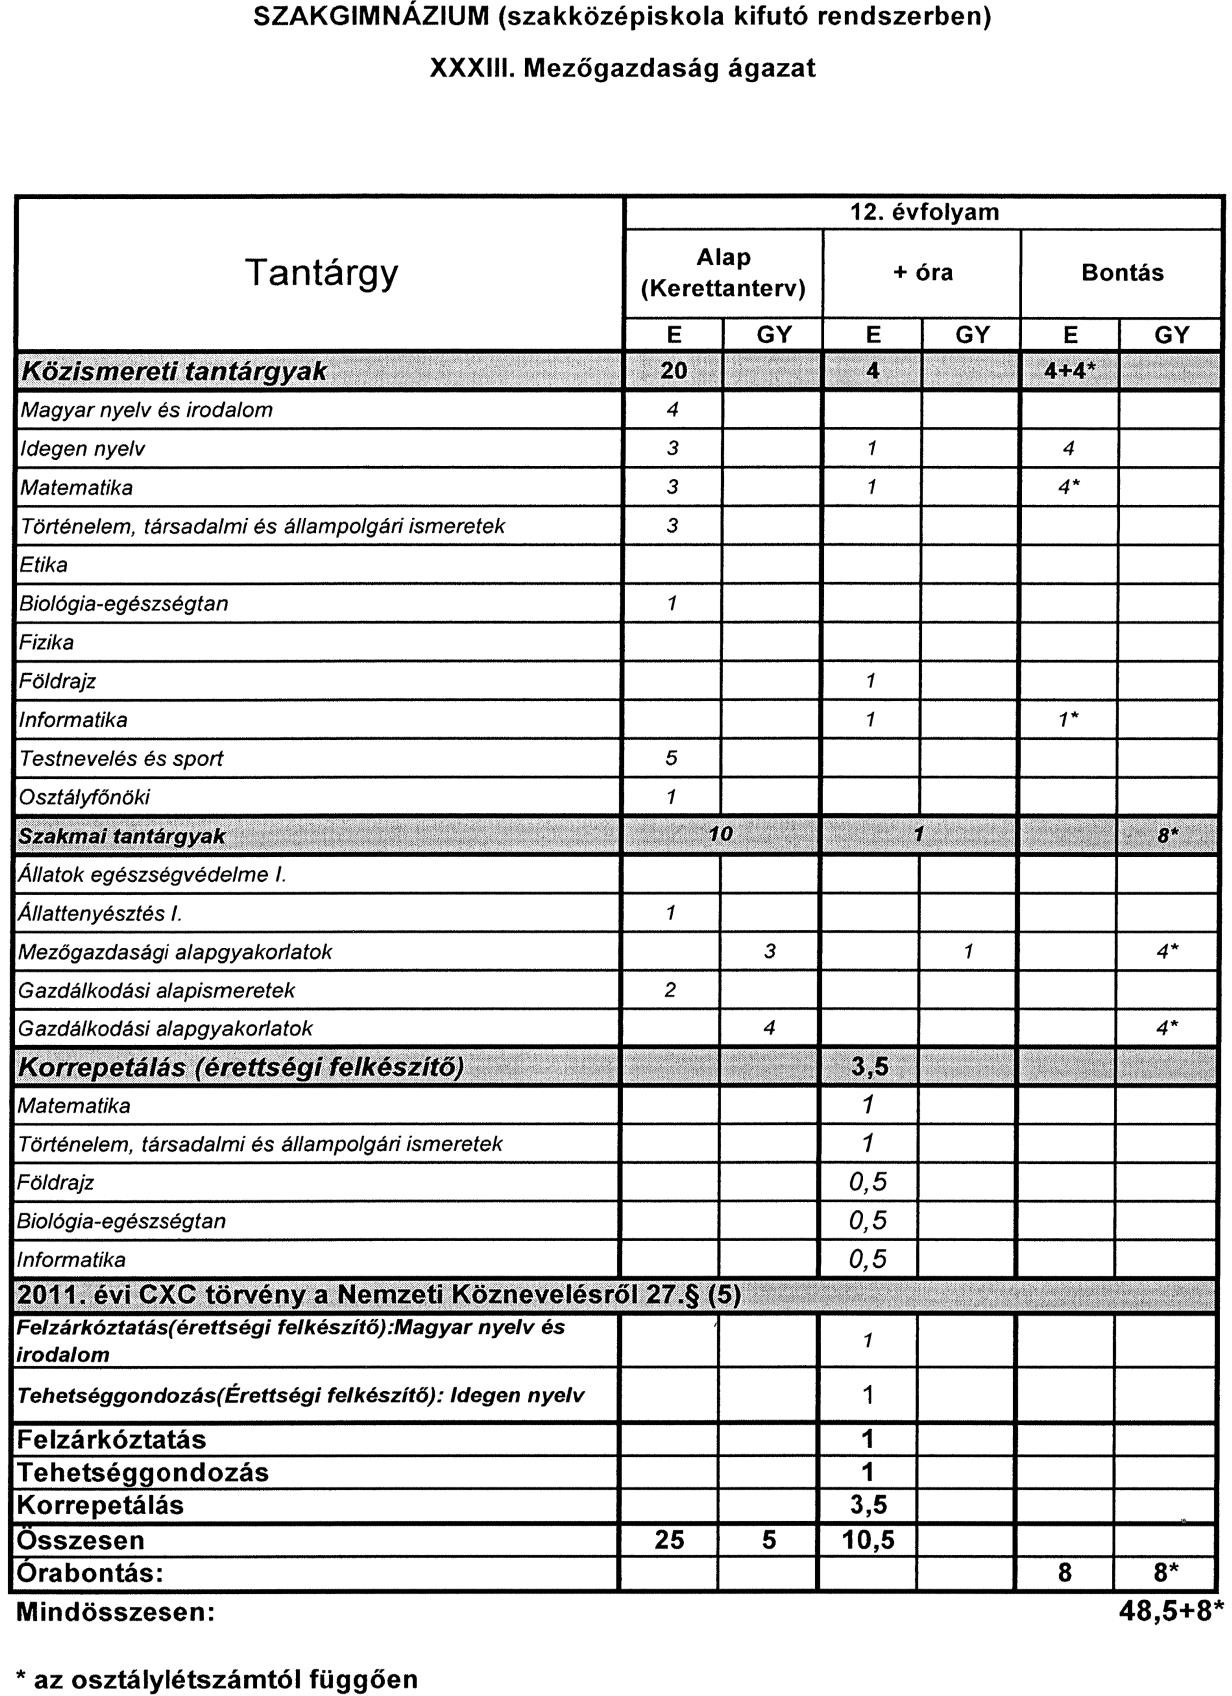 SZAKGIMNÁZIUM (szakközépiskola kifutó rendszerben)
XXXIII. Mezőgazdaság ágazat
Tantárgy
12. évfolyam
Alap
(Kerettanterv)
+ óra
Bontás
E GY E GY E GY
Közismereti tantárgyak 20 4 4+4*
Magyar nyelv és irodalom 4
Idegen nyelv 3 1 4
Matematika 3 1 4*
Történelem, társadalmi és állampolgári ismeretek 3
Etika
Biológia-egészségtan 1
Fizika
Földrajz 1
Informatika 1 1*
Testnevelés és sport 5
Osztályfőnöki 1
Szakmai tantárgyak 10 1 8*
Állatok egészségvédelme I.
Állattenyésztés I. 1
Mezőgazdasági alapgyakorlatok 3 1 4*
Gazdálkodási alapismeretek 2
Gazdálkodási alapgyakorlatok 4 4*
Korrepetálás (érettségi felkészítő) 3,5
Matematika 1
Történelem, társadalmi és állampolgári ismeretek 1
Földrajz 0,5
Biológia-egészségtan 0,5
Informatika 0,5
2011. évi CXC törvény a Nemzeti Köznevelésről 27.§ (5)
Felzárkóztatás(érettségi felkészítő):Magyar nyelv és
irodalom 1
Tehetséggondozás(Érettségi felkészítő): Idegen nyelv 1
Felzárkóztatás 1
Tehetséggondozás 1
Korrepetálás 3,5
Összesen 25 5 10,5
Órabontás: 8 8*
Mindösszesen: 48,5+8*
* az osztálylétszámtól függően